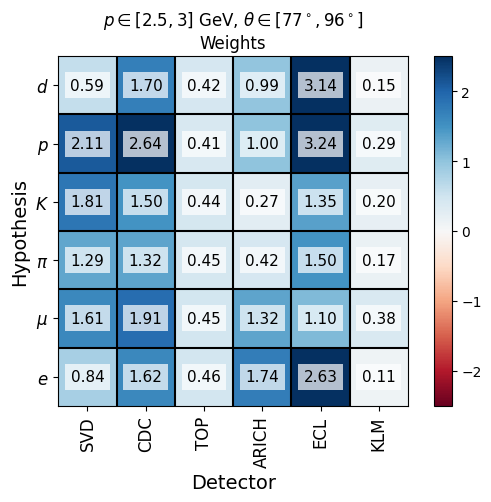 p ∈ [2.5, 3] GeV, θ ∈ [77°, 96°]
Weights
Hypothesis
d 0.59 1.70 0.42 0.99 3.14 0.15
p 2.11 2.64 0.41 1.00 3.24 0.29
K 1.81 1.50 0.44 0.27 1.35 0.20
π 1.29 1.32 0.45 0.42 1.50 0.17
μ 1.61 1.91 0.45 1.32 1.10 0.38
e 0.84 1.62 0.46 1.74 2.63 0.11
SVD CDC TOP ARICH ECL KLM
Detector
2
1
0
−1
−2